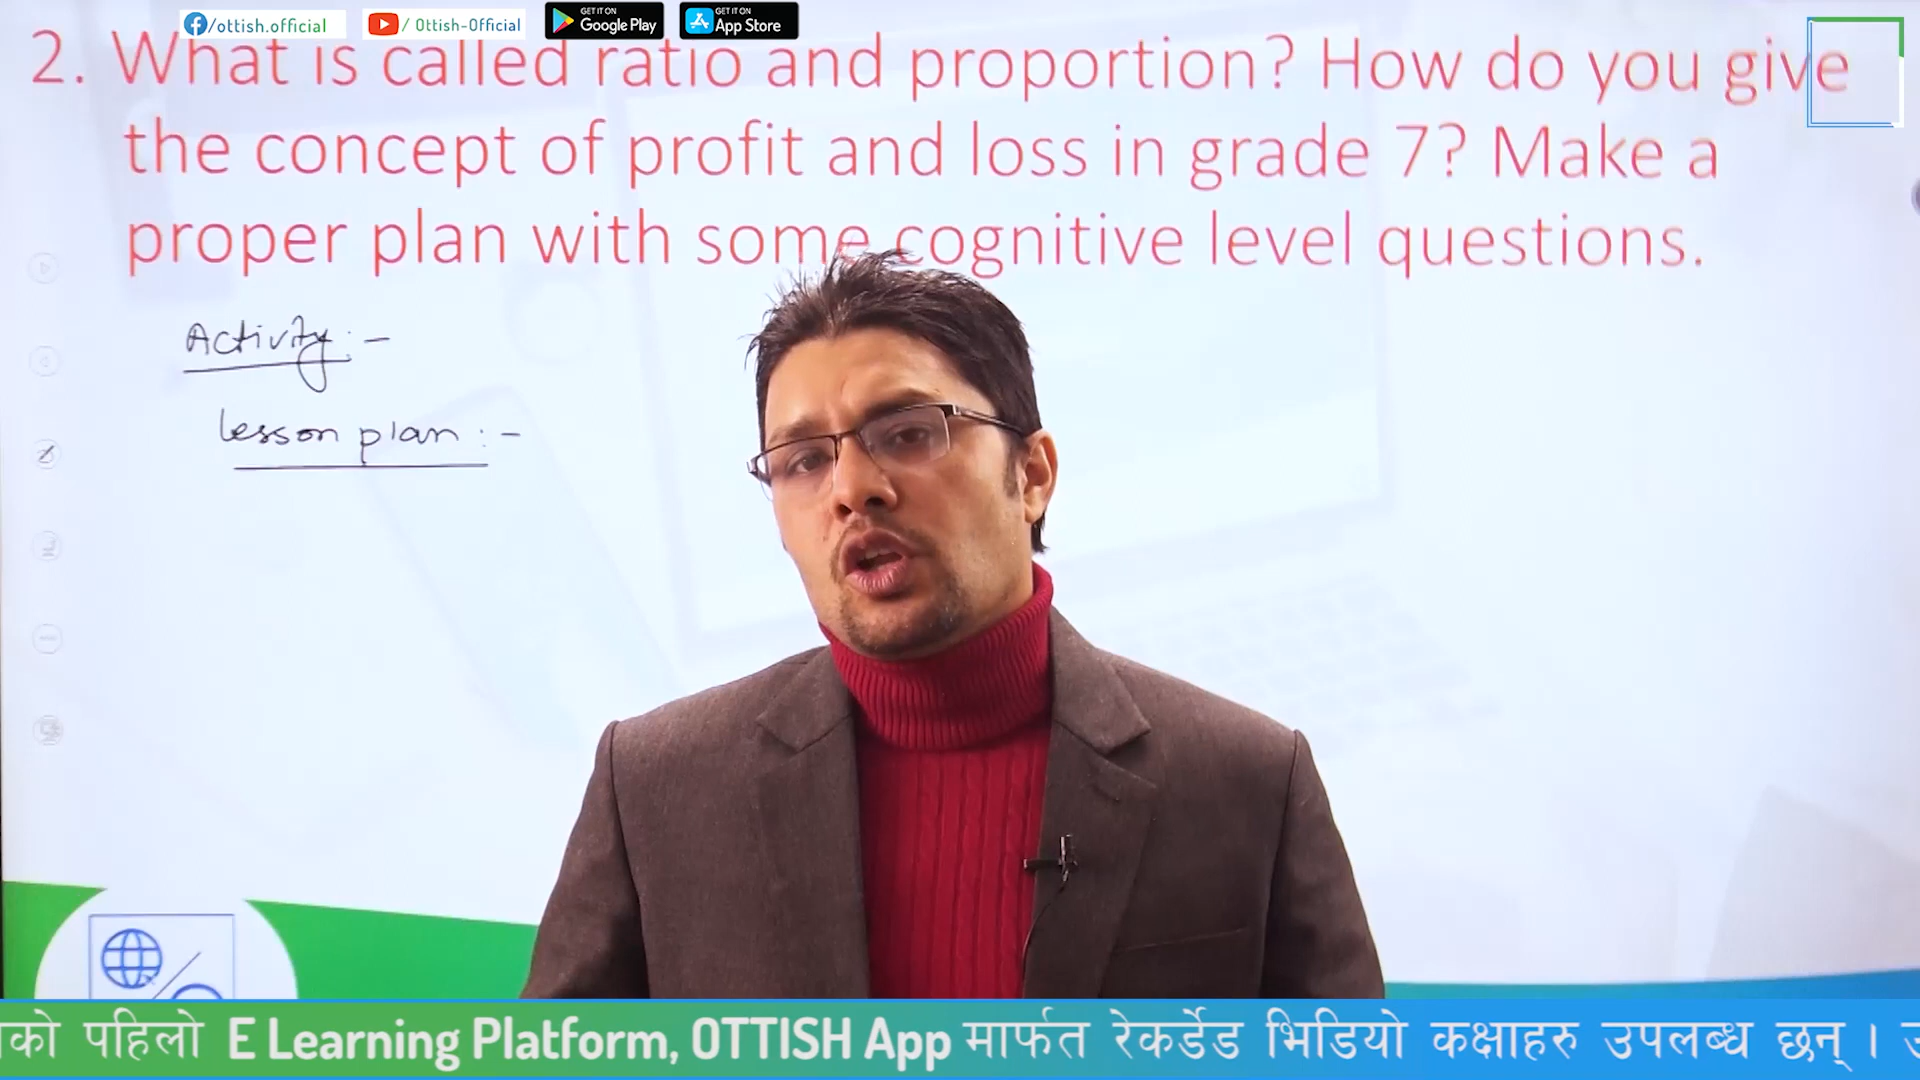 /ottish.official
/ Ottish-Official
GET IT ON
Google Play
GET IT ON
App Store
2. What is called ratio and proportion? How do you give
the concept of profit and loss in grade 7? Make a
proper plan with some cognitive level questions.
Activity:-
Lesson plan:-
को पहिलो E Learning Platform, OTTISH App मार्फत रेकर्डेड भिडियो कक्षाहरु उपलब्ध छन् ।